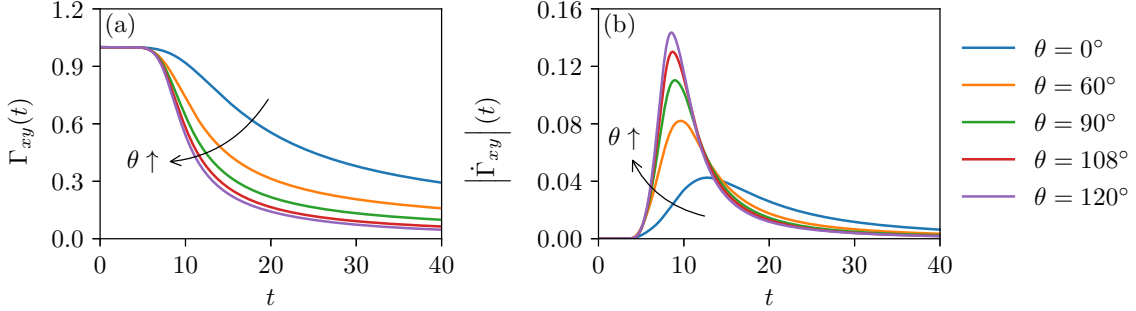 (a)
1.2
0.9
0.6
0.3
0.0
Γ_{xy}(t)
θ ↑
0 10 20 30 40
t
(b)
0.16
0.12
0.08
0.04
0.00
|Γ̇_{xy}|(t)
θ ↑
0 10 20 30 40
t
θ = 0°
θ = 60°
θ = 90°
θ = 108°
θ = 120°